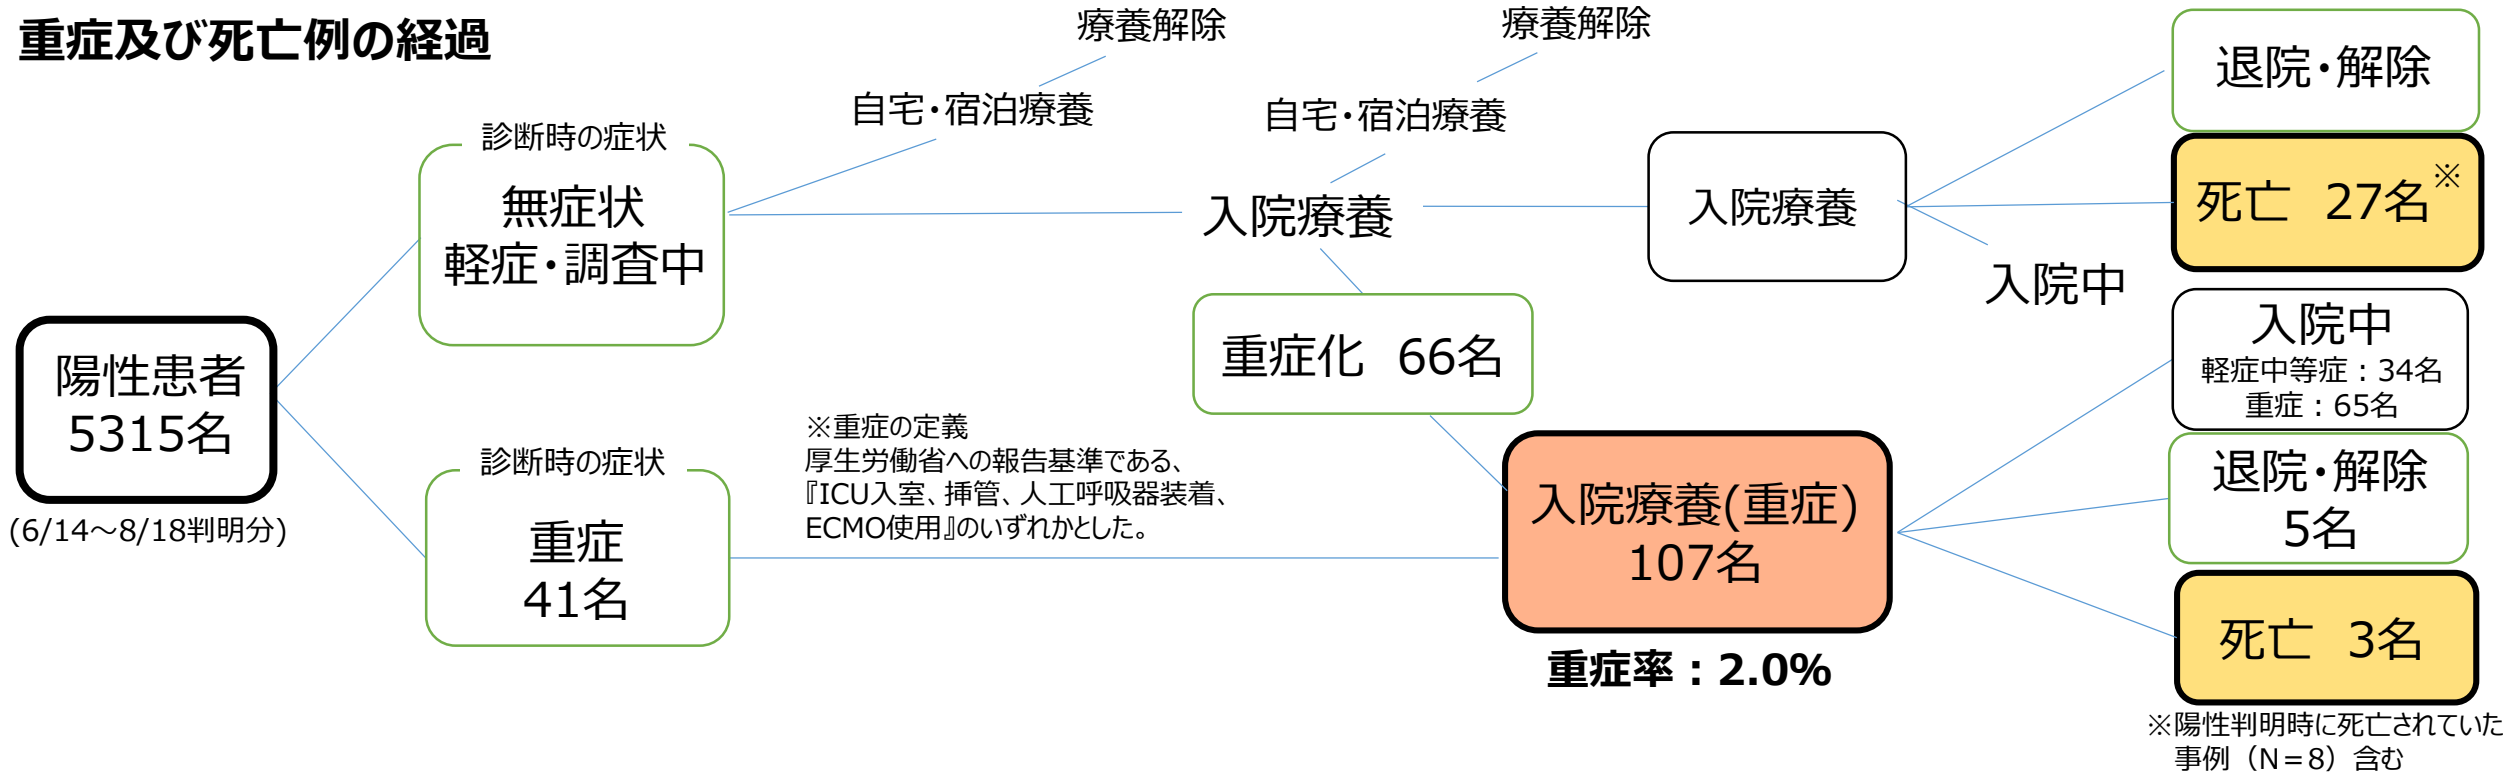 重症及び死亡例の経過
療養解除
療養解除
自宅・宿泊療養
自宅・宿泊療養
診断時の症状
無症状
軽症・調査中
入院療養
入院療養
退院・解除
死亡 27名※
入院中
陽性患者
5315名
(6/14～8/18判明分)
重症化 66名
入院中
軽症中等症：34名
重症：65名
※重症の定義
厚生労働省への報告基準である、
『ICU入室、挿管、人工呼吸器装着、
ECMO使用』のいずれかとした。
診断時の症状
重症
41名
入院療養(重症)
107名
重症率：2.0%
退院・解除
5名
死亡 3名
※陽性判明時に死亡されていた
事例（N＝8）含む